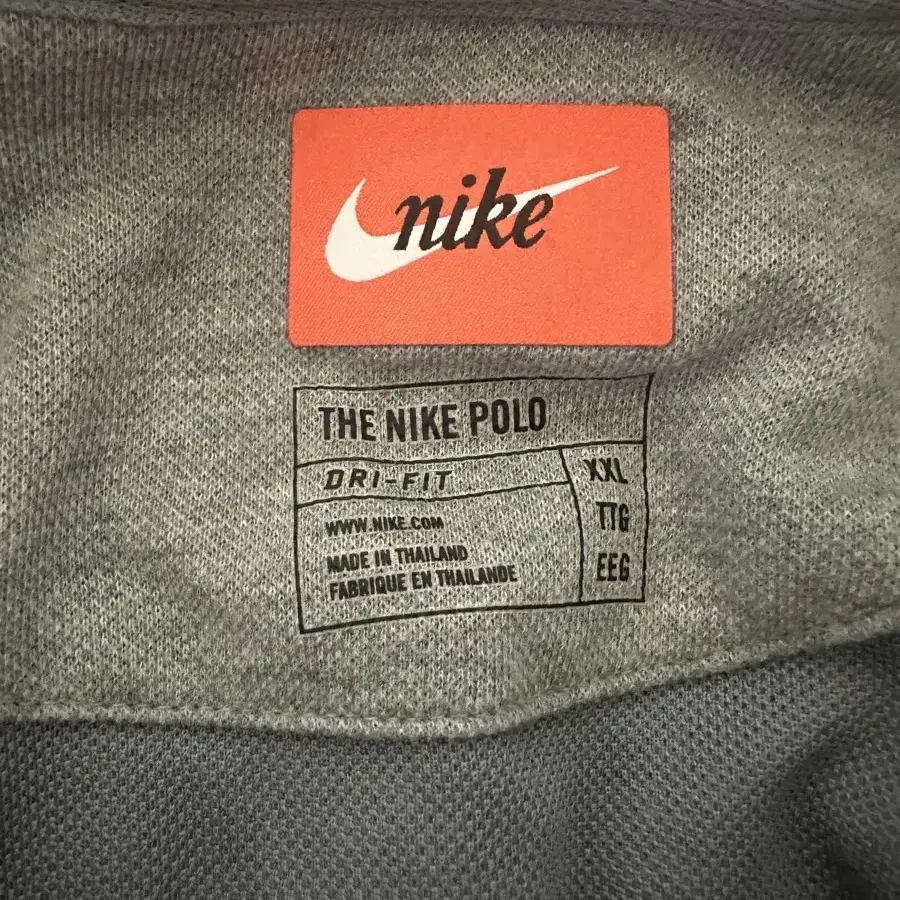 nike
THE NIKE POLO
DRI-FIT
XXL
TTG
EEG
WWW.NIKE.COM
MADE IN THAILAND
FABRIQUE EN THAILANDE